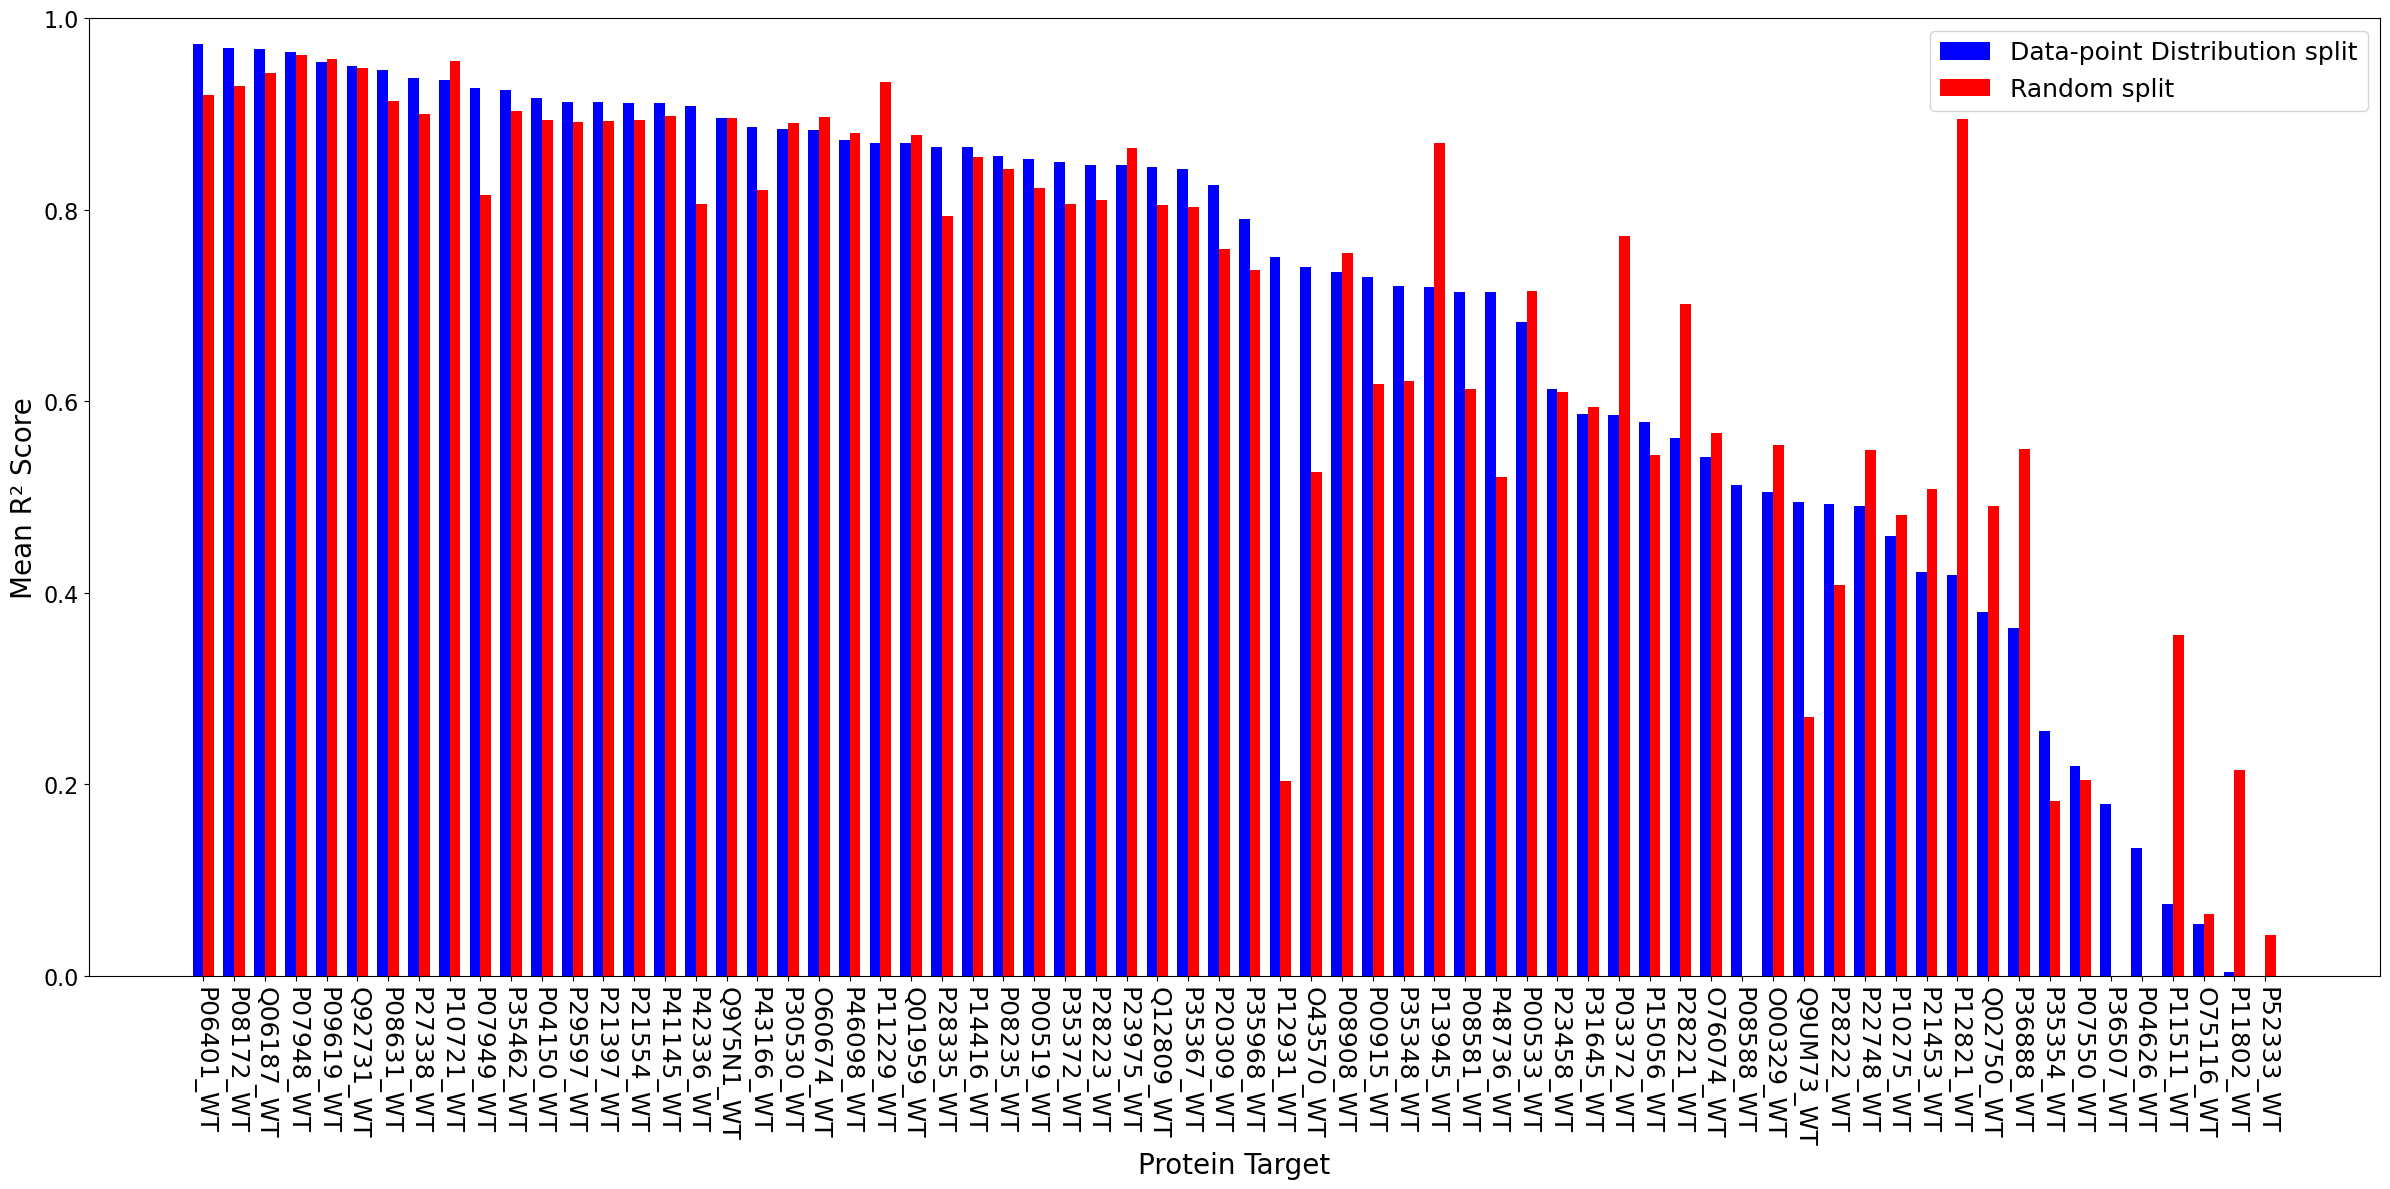 Data-point Distribution split
Random split
Mean R² Score
1.0
0.8
0.6
0.4
0.2
0.0
P06401_WT
P08172_WT
Q06187_WT
P07948_WT
P09619_WT
Q92731_WT
P08631_WT
P27338_WT
P10721_WT
P07949_WT
P35462_WT
P04150_WT
P29597_WT
P21397_WT
P21554_WT
P41145_WT
P42336_WT
Q9Y5N1_WT
P43166_WT
P30530_WT
O60674_WT
P46098_WT
P11229_WT
Q01959_WT
P28335_WT
P14416_WT
P08235_WT
P00519_WT
P35372_WT
P28223_WT
P23975_WT
Q12809_WT
P35367_WT
P20309_WT
P35968_WT
P12931_WT
O43570_WT
P08908_WT
P00915_WT
P35348_WT
P13945_WT
P08581_WT
P48736_WT
P00533_WT
P23458_WT
P31645_WT
P03372_WT
P15056_WT
P28221_WT
O76074_WT
P08588_WT
O00329_WT
Q9UM73_WT
P28222_WT
P22748_WT
P10275_WT
P21453_WT
P12821_WT
Q02750_WT
P36888_WT
P35354_WT
P07550_WT
P36507_WT
P04626_WT
P11511_WT
O75116_WT
P11802_WT
P52333_WT
Protein Target